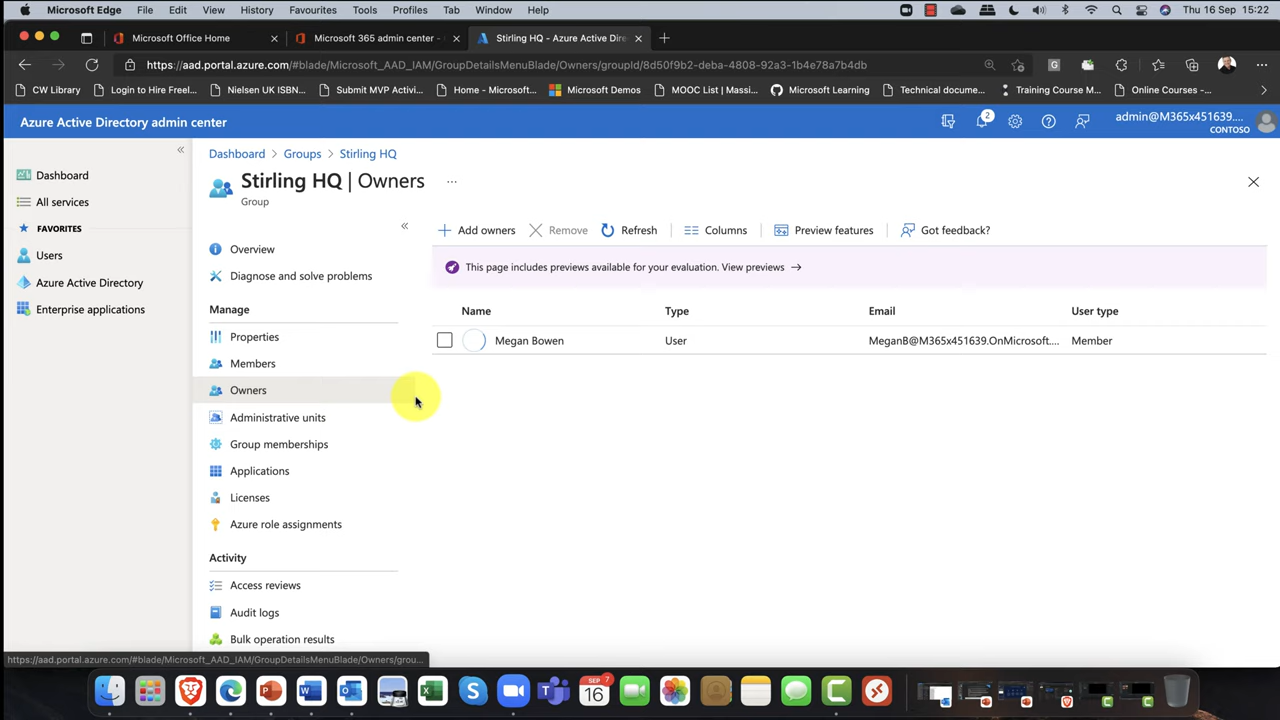 Microsoft Edge File Edit View History Favourites Tools Profiles Tab Window Help Thu 16 Sep 15:22
Microsoft Office Home Microsoft 365 admin center - Stirling HQ - Azure Active Dire
https://aad.portal.azure.com/#blade/Microsoft_AAD_IAM/GroupDetailsMenuBlade/Owners/groupId/8d50f9b2-deba-4808-92a3-1b4e78a7b4db
CW Library Login to Hire Freel... Nielsen UK ISBN... Submit MVP Activi... Home - Microsoft... Microsoft Demos MOOC List | Massi... Microsoft Learning Technical docume... Training Course M... Online Courses -...
Azure Active Directory admin center 2 admin@M365x451639....
CONTOSO
Dashboard > Groups > Stirling HQ
Stirling HQ | Owners ...
Group
Dashboard
All services
FAVORITES
Users
Azure Active Directory
Enterprise applications
Overview
Diagnose and solve problems
Manage
Properties
Members
Owners
Administrative units
Group memberships
Applications
Licenses
Azure role assignments
Activity
Access reviews
Audit logs
Bulk operation results
Add owners Remove Refresh Columns Preview features Got feedback?
This page includes previews available for your evaluation. View previews →
Name Type Email User type
Megan Bowen User MeganB@M365x451639.OnMicrosoft.... Member
https://aad.portal.azure.com/#blade/Microsoft_AAD_IAM/GroupDetailsMenuBlade/Owners/grou...
SEP 7
16